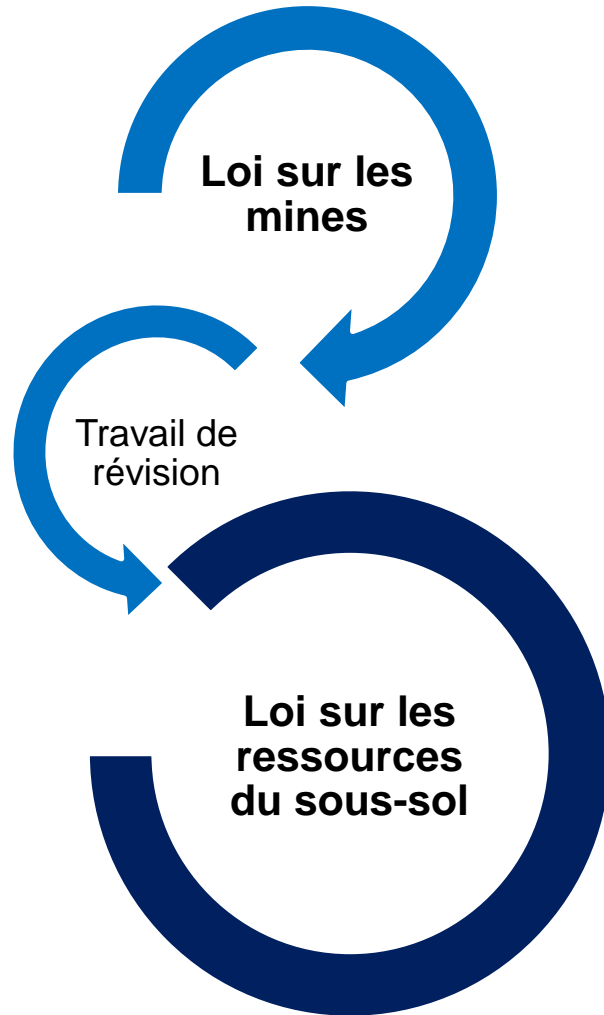 Loi sur les
mines
Travail de
révision
Loi sur les
ressources
du sous-sol